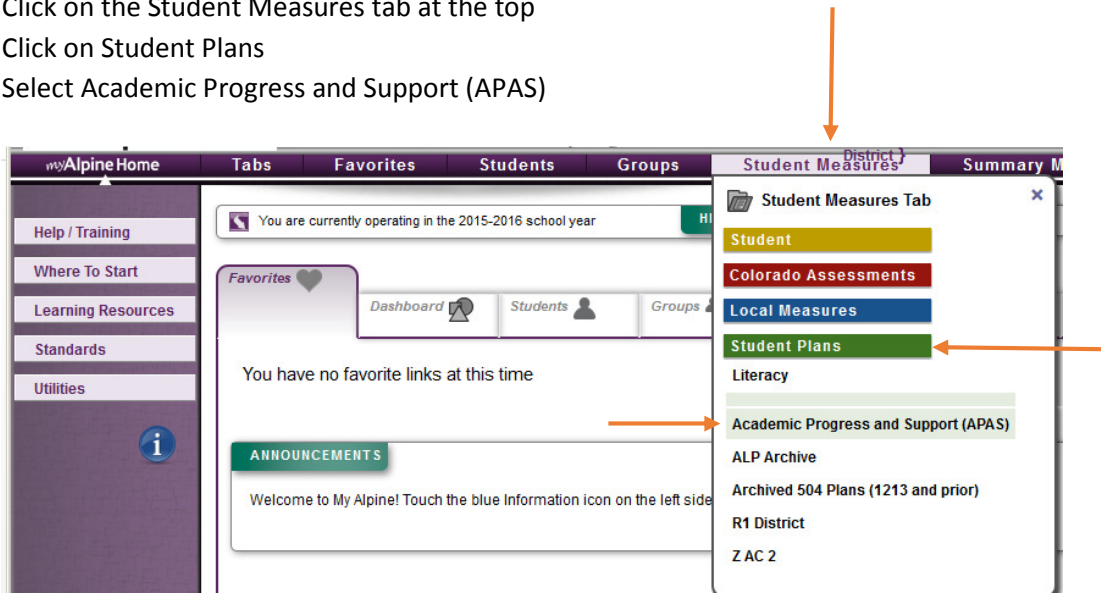 Click on the Student Measures tab at the top
Click on Student Plans
Select Academic Progress and Support (APAS)
myAlpine Home Tabs Favorites Students Groups Student Measures District } Summary M
Student Measures Tab ×
You are currently operating in the 2015-2016 school year HI
Help / Training
Where To Start
Learning Resources
Standards
Utilities
Favorites
Dashboard Students Groups
You have no favorite links at this time
ANNOUNCEMENTS
Welcome to My Alpine! Touch the blue Information icon on the left side
Student
Colorado Assessments
Local Measures
Student Plans
Literacy
Academic Progress and Support (APAS)
ALP Archive
Archived 504 Plans (1213 and prior)
R1 District
Z AC 2